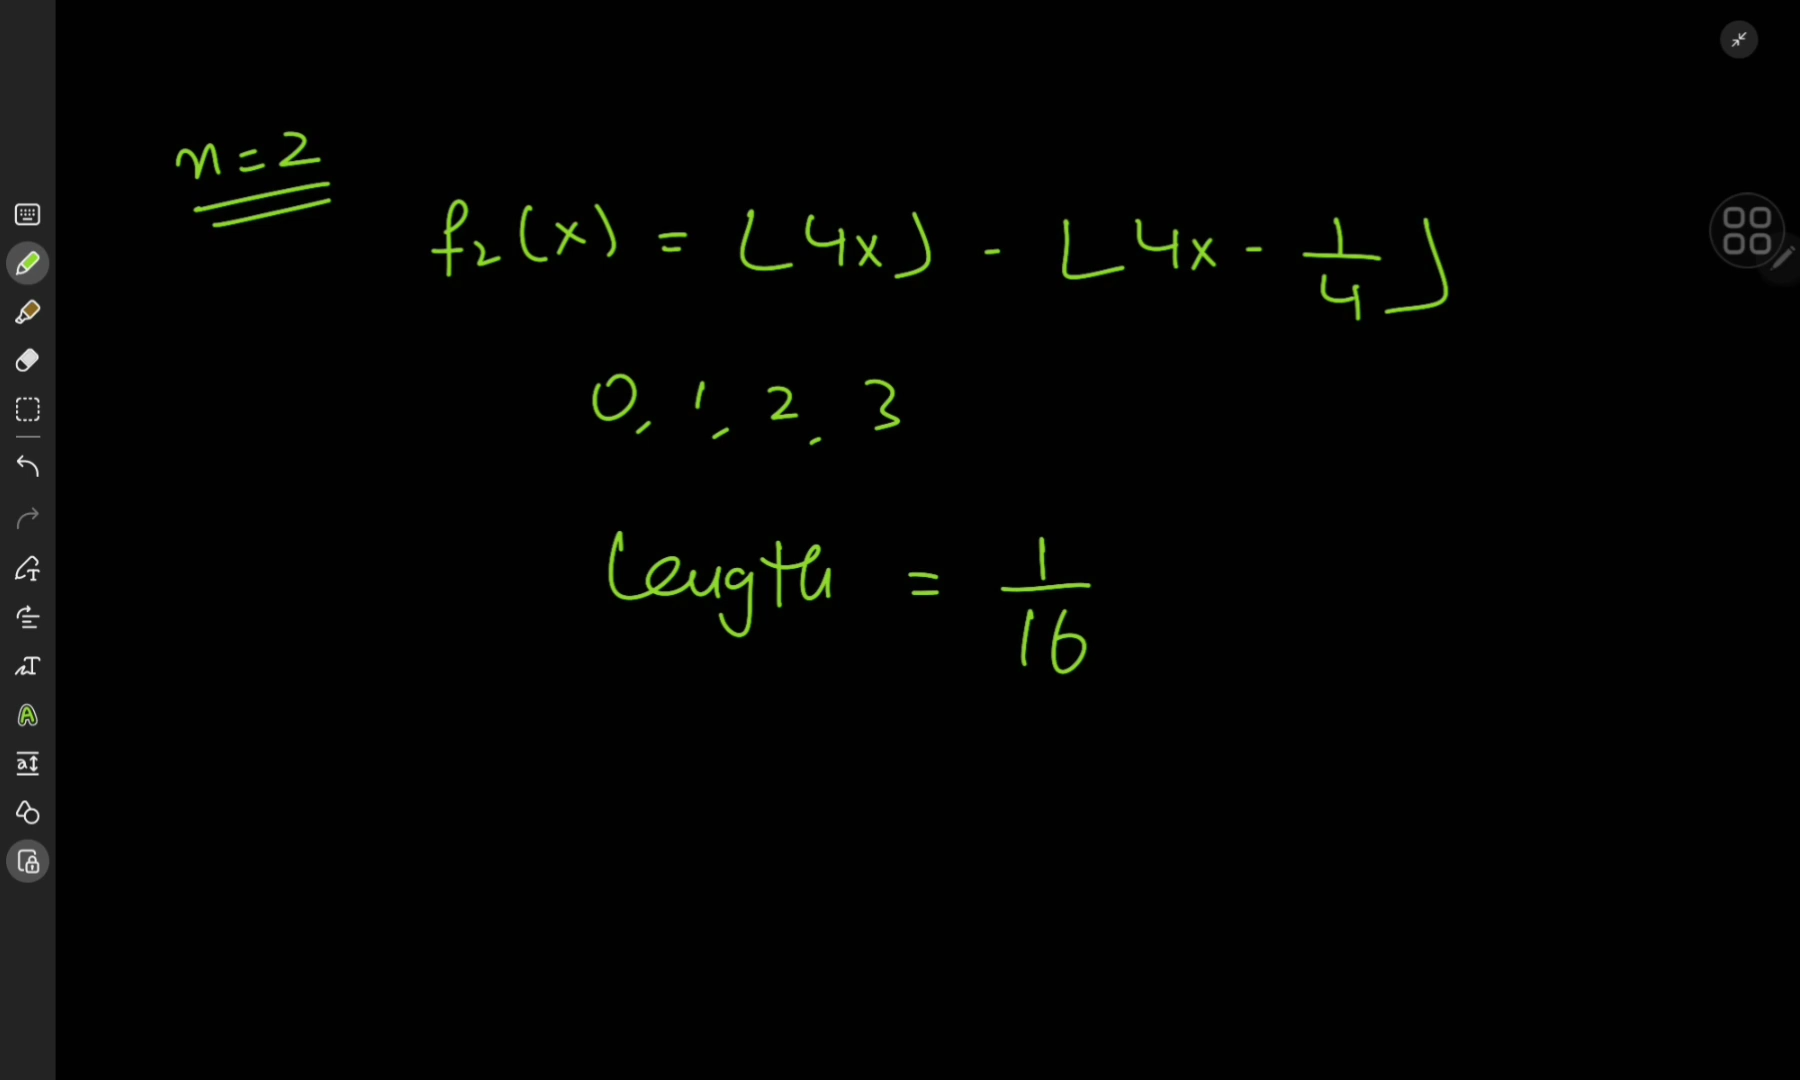 n=2
f₂(x) = ⌊4x⌋ - ⌊4x - 1/4⌋
0, 1, 2, 3
length = 1/16